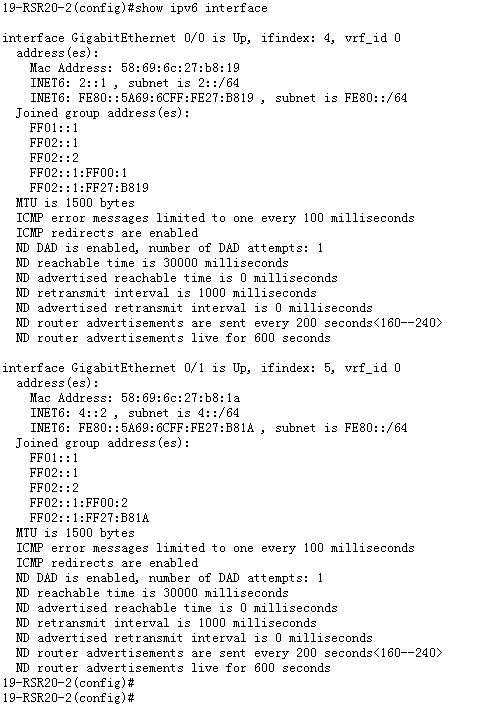 19-RSR20-2(config)#show ipv6 interface
interface GigabitEthernet 0/0 is Up, ifindex: 4, vrf_id 0
address(es):
Mac Address: 58:69:6c:27:b8:19
INET6: 2::1 , subnet is 2::/64
INET6: FE80::5A69:6CFF:FE27:B819 , subnet is FE80::/64
Joined group address(es):
FF01::1
FF02::1
FF02::2
FF02::1:FF00:1
FF02::1:FF27:B819
MTU is 1500 bytes
ICMP error messages limited to one every 100 milliseconds
ICMP redirects are enabled
ND DAD is enabled, number of DAD attempts: 1
ND reachable time is 30000 milliseconds
ND advertised reachable time is 0 milliseconds
ND retransmit interval is 1000 milliseconds
ND advertised retransmit interval is 0 milliseconds
ND router advertisements are sent every 200 seconds<160--240>
ND router advertisements live for 600 seconds
interface GigabitEthernet 0/1 is Up, ifindex: 5, vrf_id 0
address(es):
Mac Address: 58:69:6c:27:b8:1a
INET6: 4::2 , subnet is 4::/64
INET6: FE80::5A69:6CFF:FE27:B81A , subnet is FE80::/64
Joined group address(es):
FF01::1
FF02::1
FF02::2
FF02::1:FF00:2
FF02::1:FF27:B81A
MTU is 1500 bytes
ICMP error messages limited to one every 100 milliseconds
ICMP redirects are enabled
ND DAD is enabled, number of DAD attempts: 1
ND reachable time is 30000 milliseconds
ND advertised reachable time is 0 milliseconds
ND retransmit interval is 1000 milliseconds
ND advertised retransmit interval is 0 milliseconds
ND router advertisements are sent every 200 seconds<160--240>
ND router advertisements live for 600 seconds
19-RSR20-2(config)#
19-RSR20-2(config)#